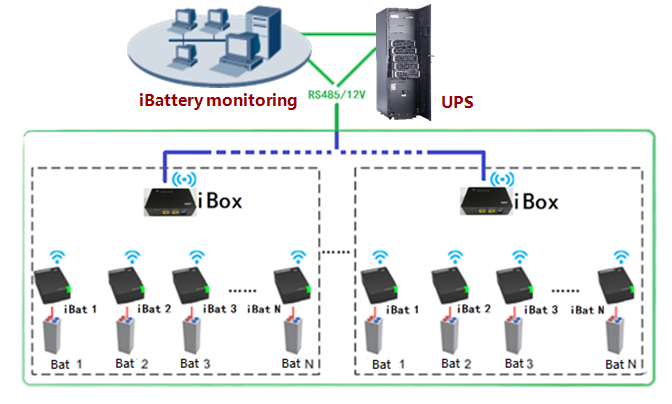 RS485/12V
iBattery monitoring
UPS
iBox
iBox
iBat 1
iBat 2
iBat 3
......
iBat N
......
iBat 1
iBat 2
iBat 3
......
iBat N
Bat 1
Bat 2
Bat 3
Bat N
Bat 1
Bat 2
Bat 3
Bat N